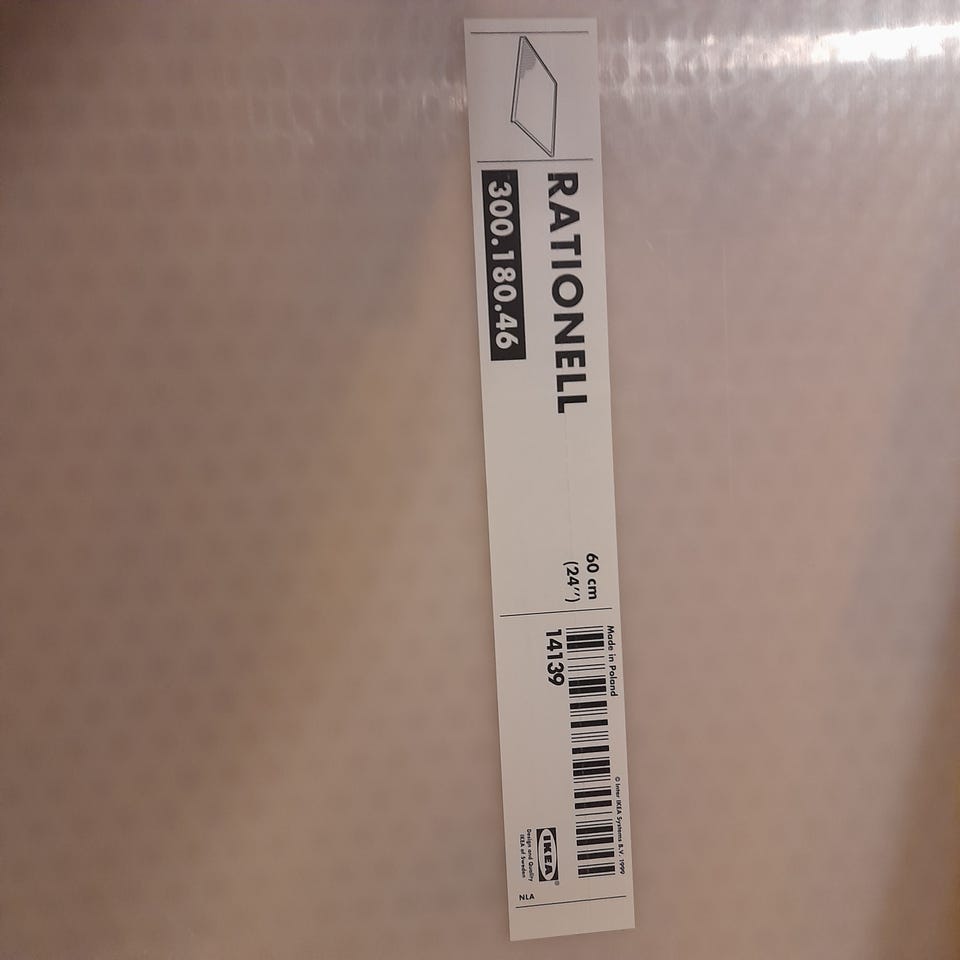 RATIONELL
300.180.46
60 cm
(24")
Made in Poland
14139
© Inter IKEA Systems B.V. 1999
IKEA®
Design and Quality
IKEA of Sweden
NLA